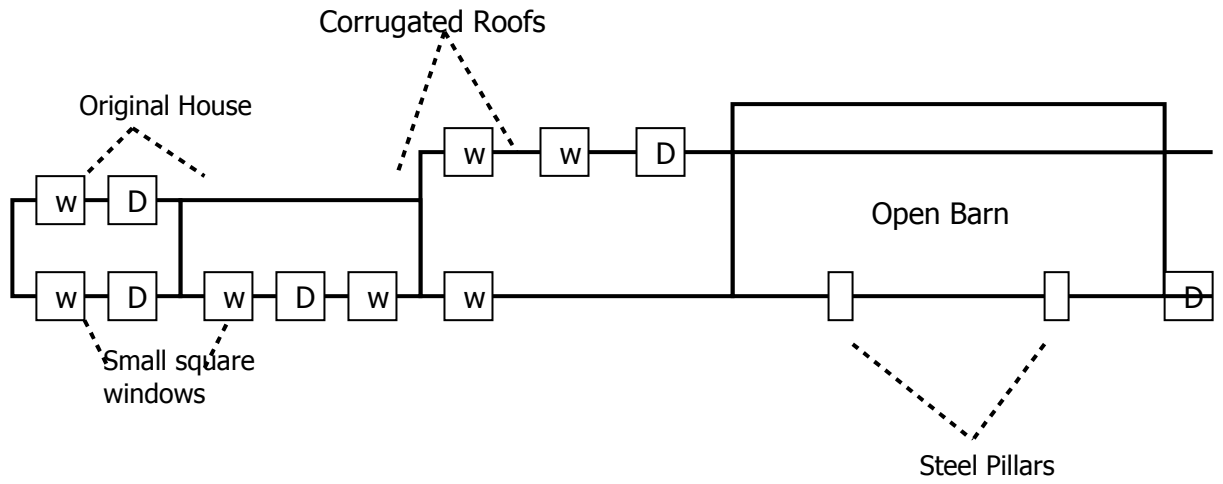 Corrugated Roofs
Original House
w w D
w D
Open Barn
w D w D w w D
Small square
windows
Steel Pillars